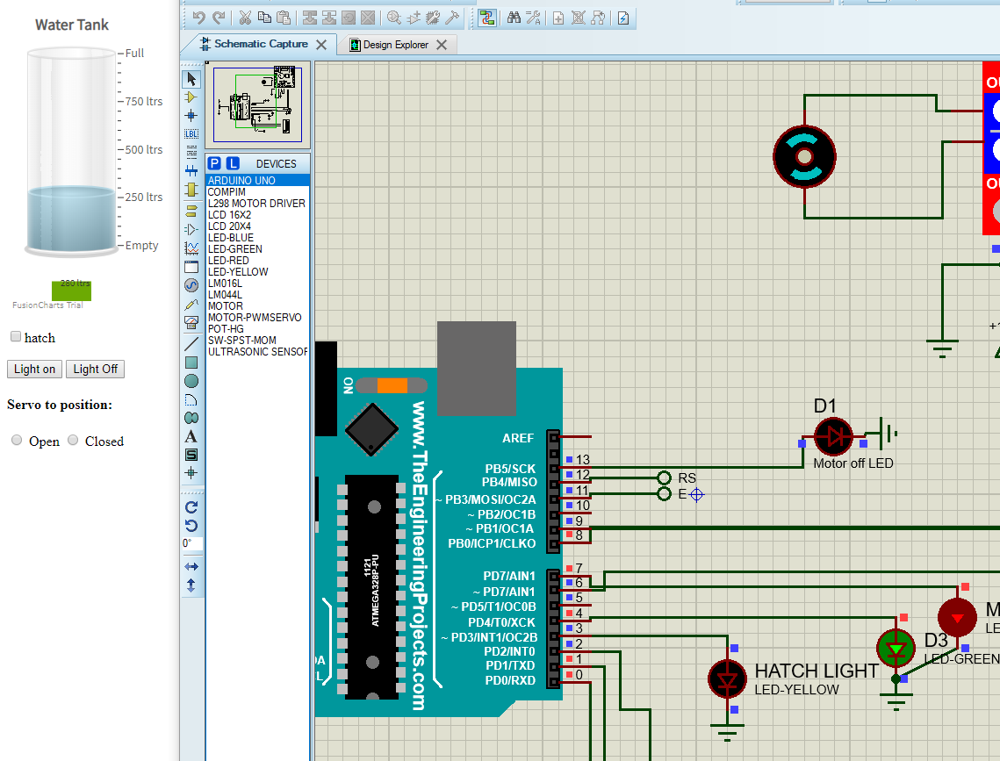 Water Tank
Full
750 ltrs
500 ltrs
250 ltrs
Empty
280 ltrs
FusionCharts Trial
hatch
Light on
Light Off
Servo to position:
Open
Closed
Schematic Capture
Design Explorer
LBL
A
S
0°
P L DEVICES
ARDUINO UNO
COMPIM
L298 MOTOR DRIVER
LCD 16X2
LCD 20X4
LED-BLUE
LED-GREEN
LED-RED
LED-YELLOW
LM016L
LM044L
MOTOR
MOTOR-PWMSERVO
POT-HG
SW-SPST-MOM
ULTRASONIC SENSOR
OU
OU
ON
www.TheEngineeringProjects.com
1121
ATMEGA328P-PU
AREF
PB5/SCK 13
PB4/MISO 12
~ PB3/MOSI/OC2A 11
~ PB2/OC1B 10
~ PB1/OC1A 9
PB0/ICP1/CLKO 8
PD7/AIN1 7
~ PD7/AIN1 6
~ PD5/T1/OC0B 5
PD4/T0/XCK 4
~ PD3/INT1/OC2B 3
PD2/INT0 2
PD1/TXD 1
PD0/RXD 0
RS
E
D1
Motor off LED
HATCH LIGHT
LED-YELLOW
D3
LED-GREEN
M
LE